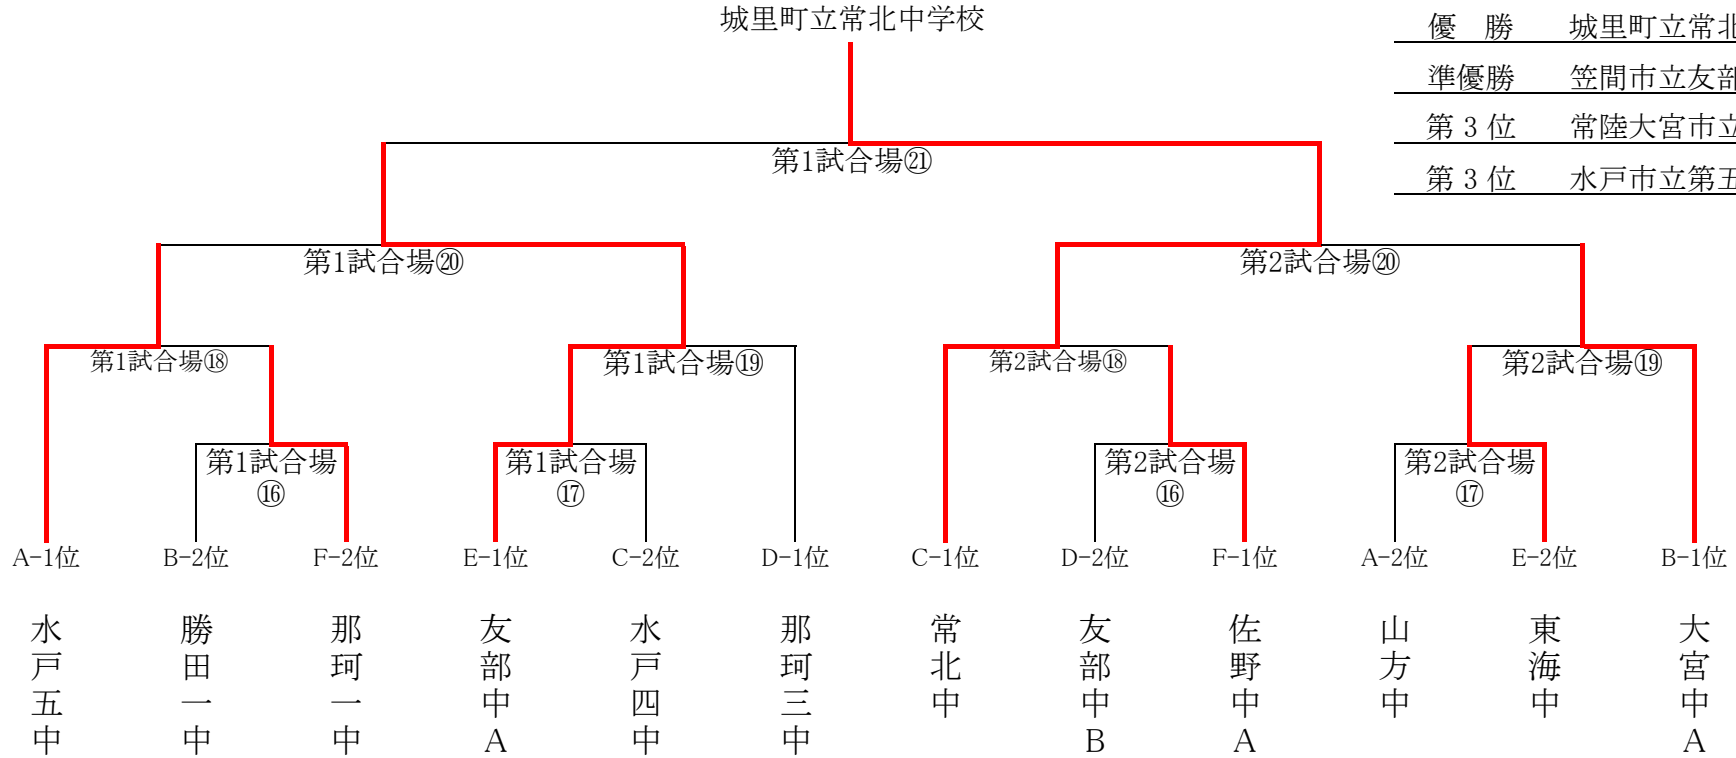 城里町立常北中学校
優　勝　城里町立常北
準優勝　笠間市立友部
第３位　常陸大宮市立
第３位　水戸市立第五
第1試合場㉑
第1試合場⑳
第2試合場⑳
第1試合場⑱
第1試合場⑲
第2試合場⑱
第2試合場⑲
第1試合場
⑯
第1試合場
⑰
第2試合場
⑯
第2試合場
⑰
A-1位
B-2位
F-2位
E-1位
C-2位
D-1位
C-1位
D-2位
F-1位
A-2位
E-2位
B-1位
水戸五中
勝田一中
那珂一中
友部中A
水戸四中
那珂三中
常北中
友部中B
佐野中A
山方中
東海中
大宮中A